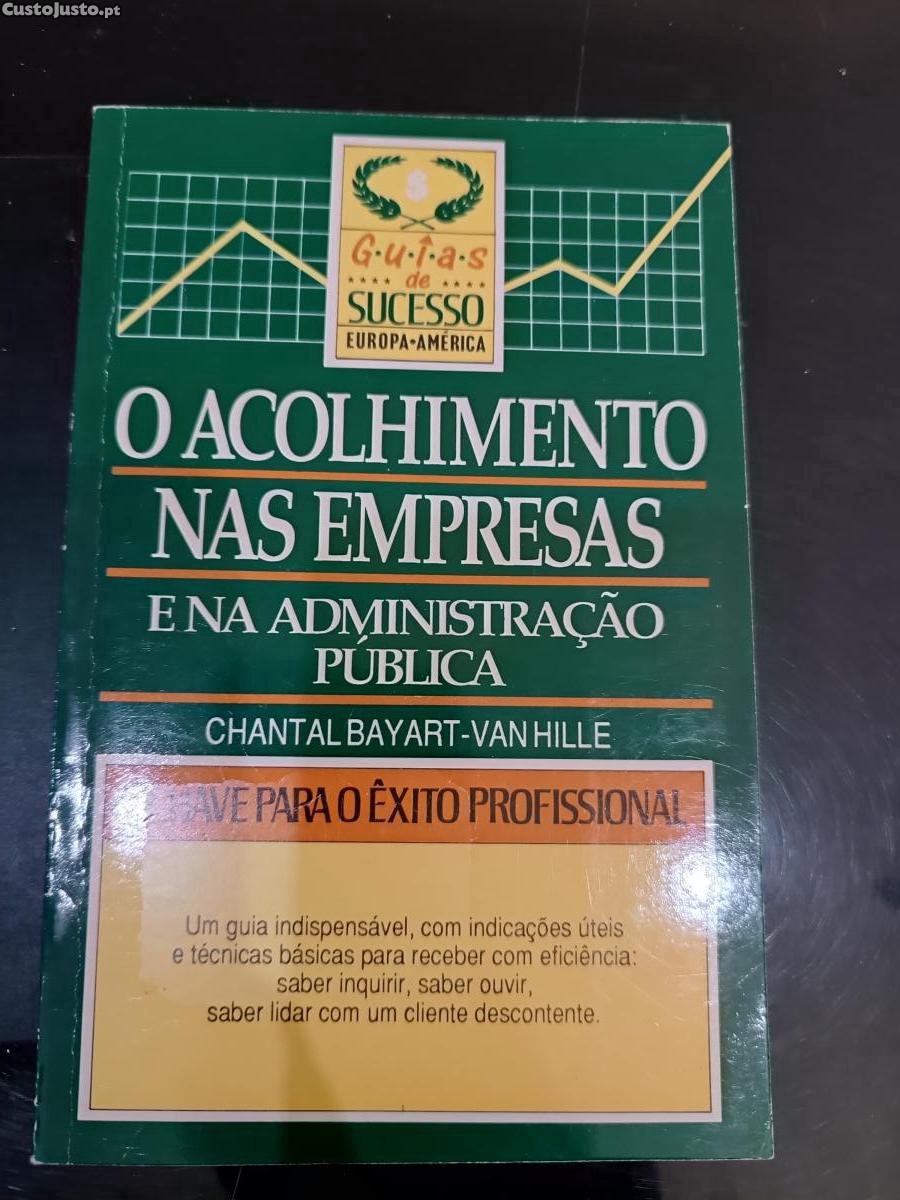 CustoJusto.pt
$
G·u·i·a·s
de
SUCESSO
EUROPA·AMÉRICA
O ACOLHIMENTO
NAS EMPRESAS
E NA ADMINISTRAÇÃO
PÚBLICA
CHANTAL BAYART-VAN HILLE
PARA O ÊXITO PROFISSIONAL
Um guia indispensável, com indicações úteis
e técnicas básicas para receber com eficiência:
saber inquirir, saber ouvir,
saber lidar com um cliente descontente.